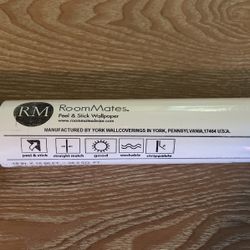 RM
RoomMates®
Peel & Stick Wallpaper
www.roommatesdecor.com
MANUFACTURED BY YORK WALLCOVERINGS IN YORK, PENNSYLVANIA, 17404 U.S.A.
peel & stick straight match good washable strippable